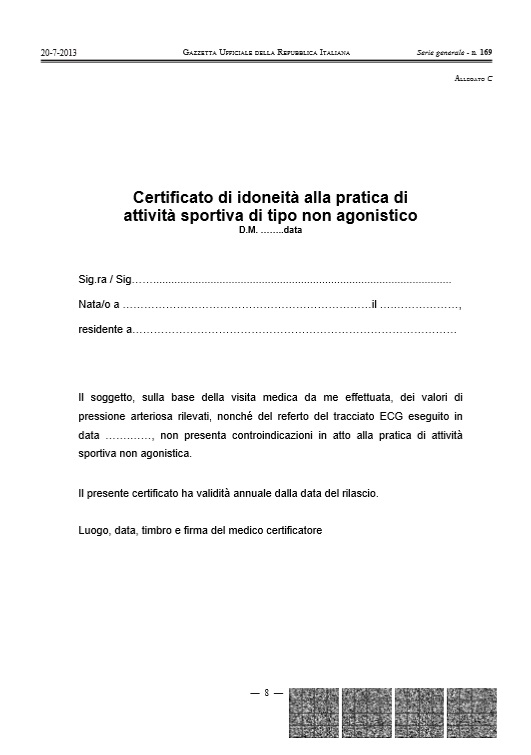 20-7-2013 GAZZETTA UFFICIALE DELLA REPUBBLICA ITALIANA Serie generale - n. 169
ALLEGATO C
Certificato di idoneità alla pratica di
attività sportiva di tipo non agonistico
D.M. ……..data
Sig.ra / Sig……....................................................................................................
Nata/o a ……………………………………………………………il ………………….,
residente a………………………………………………………………………………
Il soggetto, sulla base della visita medica da me effettuata, dei valori di
pressione arteriosa rilevati, nonché del referto del tracciato ECG eseguito in
data ………….., non presenta controindicazioni in atto alla pratica di attività
sportiva non agonistica.
Il presente certificato ha validità annuale dalla data del rilascio.
Luogo, data, timbro e firma del medico certificatore
— 8 —